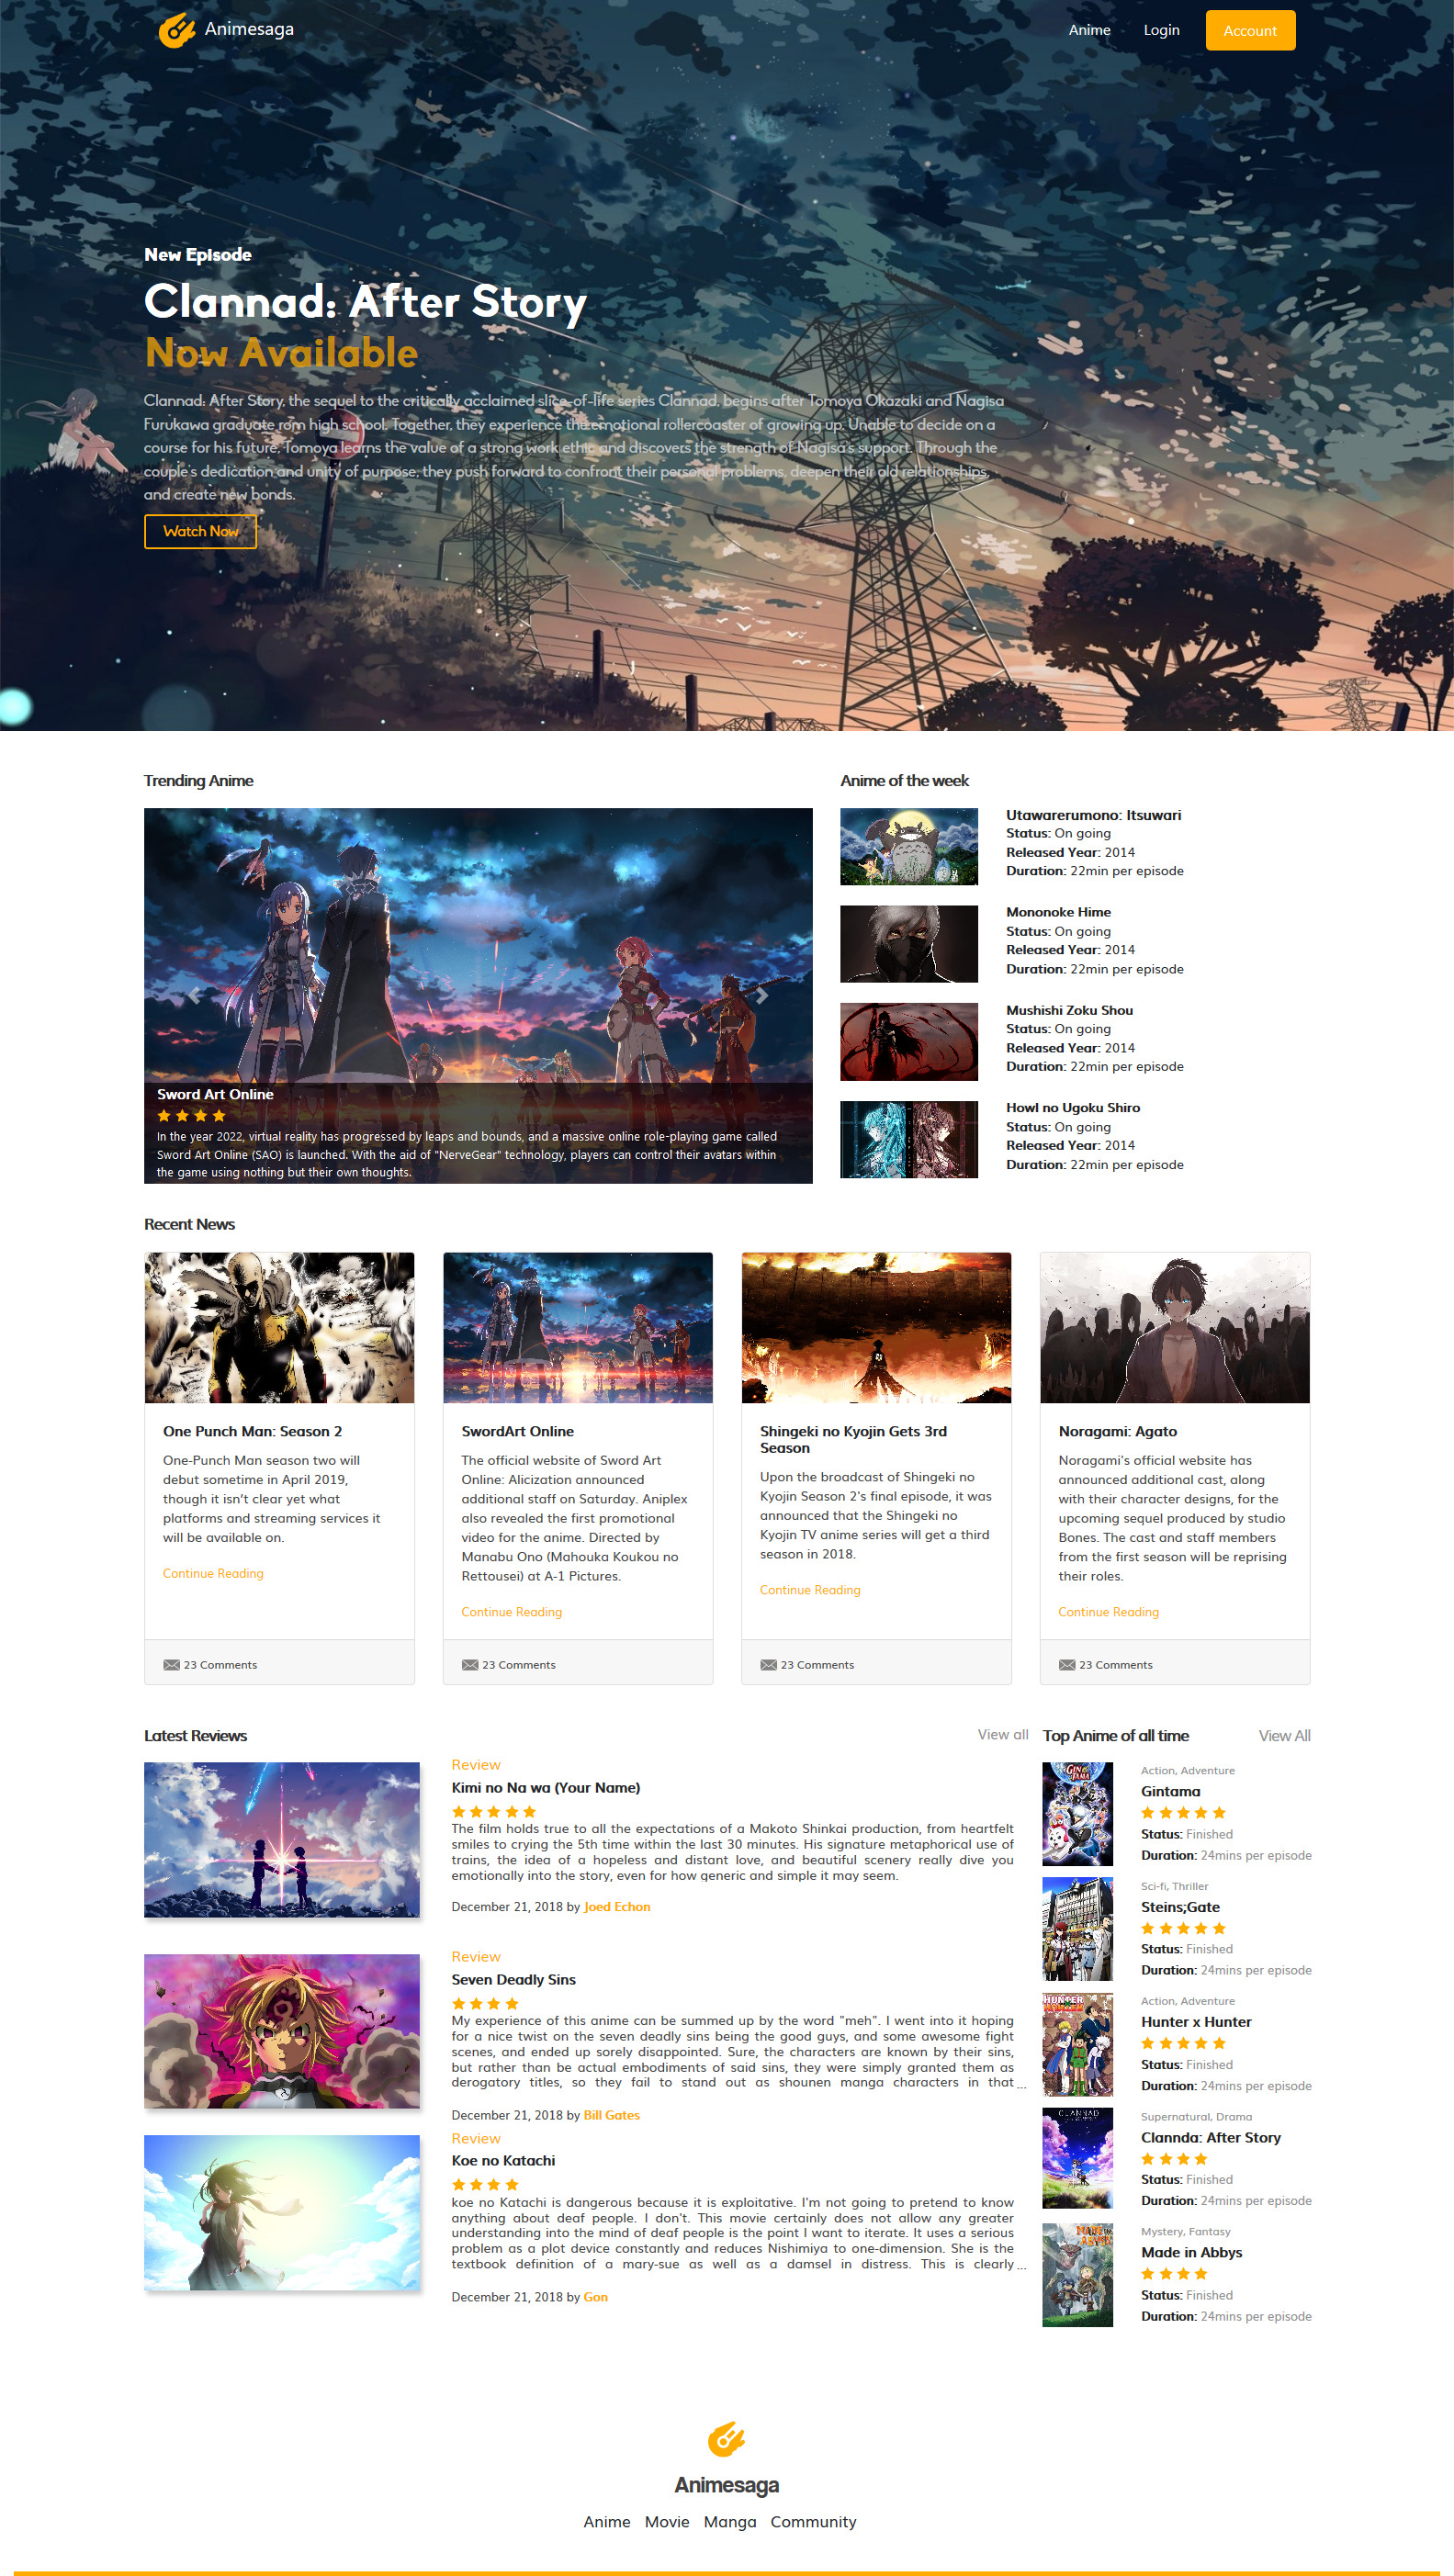 Animesaga
Anime
Login
Account
New Episode
Clannad: After Story
Now Available
Clannad: After Story, the sequel to the critically acclaimed slice-of-life series Clannad, begins after Tomoya Okazaki and Nagisa
Furukawa graduate rom high school. Together, they experience the emotional rollercoaster of growing up. Unable to decide on a
course for his future, Tomoya learns the value of a strong work ethic and discovers the strength of Nagisa's support. Through the
couple's dedication and unity of purpose, they push forward to confront their personal problems, deepen their old relationships,
and create new bonds.
Watch Now
Trending Anime
Sword Art Online
In the year 2022, virtual reality has progressed by leaps and bounds, and a massive online role-playing game called
Sword Art Online (SAO) is launched. With the aid of "NerveGear" technology, players can control their avatars within
the game using nothing but their own thoughts.
Anime of the week
Utawarerumono: Itsuwari
Status: On going
Released Year: 2014
Duration: 22min per episode
Mononoke Hime
Status: On going
Released Year: 2014
Duration: 22min per episode
Mushishi Zoku Shou
Status: On going
Released Year: 2014
Duration: 22min per episode
Howl no Ugoku Shiro
Status: On going
Released Year: 2014
Duration: 22min per episode
Recent News
One Punch Man: Season 2
One-Punch Man season two will
debut sometime in April 2019,
though it isn't clear yet what
platforms and streaming services it
will be available on.
Continue Reading
23 Comments
SwordArt Online
The official website of Sword Art
Online: Alicization announced
additional staff on Saturday. Aniplex
also revealed the first promotional
video for the anime. Directed by
Manabu Ono (Mahouka Koukou no
Rettousei) at A-1 Pictures.
Continue Reading
23 Comments
Shingeki no Kyojin Gets 3rd
Season
Upon the broadcast of Shingeki no
Kyojin Season 2's final episode, it was
announced that the Shingeki no
Kyojin TV anime series will get a third
season in 2018.
Continue Reading
23 Comments
Noragami: Agato
Noragami's official website has
announced additional cast, along
with their character designs, for the
upcoming sequel produced by studio
Bones. The cast and staff members
from the first season will be reprising
their roles.
Continue Reading
23 Comments
Latest Reviews
View all
Review
Kimi no Na wa (Your Name)
The film holds true to all the expectations of a Makoto Shinkai production, from heartfelt
smiles to crying the 5th time within the last 30 minutes. His signature metaphorical use of
trains, the idea of a hopeless and distant love, and beautiful scenery really dive you
emotionally into the story, even for how generic and simple it may seem.
December 21, 2018 by Joed Echon
Review
Seven Deadly Sins
My experience of this anime can be summed up by the word "meh". I went into it hoping
for a nice twist on the seven deadly sins being the good guys, and some awesome fight
scenes, and ended up sorely disappointed. Sure, the characters are known by their sins,
but rather than be actual embodiments of said sins, they were simply granted them as
derogatory titles, so they fail to stand out as shounen manga characters in that...
December 21, 2018 by Bill Gates
Review
Koe no Katachi
koe no Katachi is dangerous because it is exploitative. I'm not going to pretend to know
anything about deaf people. I don't. This movie certainly does not allow any greater
understanding into the mind of deaf people is the point I want to iterate. It uses a serious
problem as a plot device constantly and reduces Nishimiya to one-dimension. She is the
textbook definition of a mary-sue as well as a damsel in distress. This is clearly...
December 21, 2018 by Gon
Top Anime of all time
View All
GINTAMA
Action, Adventure
Gintama
Status: Finished
Duration: 24mins per episode
Sci-fi, Thriller
Steins;Gate
Status: Finished
Duration: 24mins per episode
HUNTER
Action, Adventure
Hunter x Hunter
Status: Finished
Duration: 24mins per episode
CLANNAD
Supernatural, Drama
Clannda: After Story
Status: Finished
Duration: 24mins per episode
MADE IN ABYSS
Mystery, Fantasy
Made in Abbys
Status: Finished
Duration: 24mins per episode
Animesaga
Anime
Movie
Manga
Community